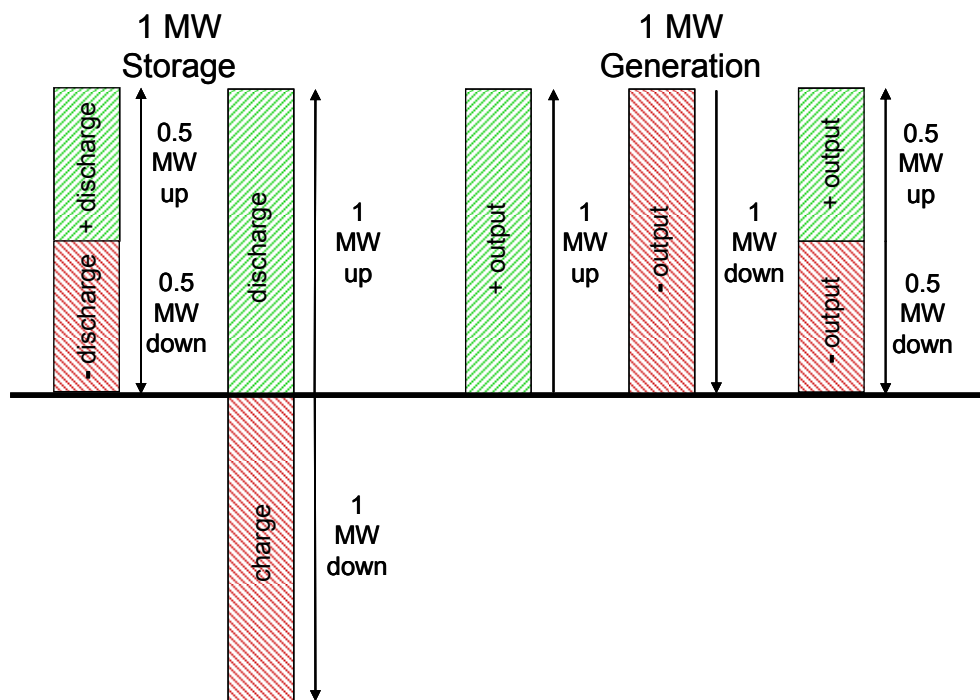 1 MW
Storage
1 MW
Generation
+ discharge
- discharge
0.5
MW
up
0.5
MW
down
discharge
charge
1
MW
up
1
MW
down
+ output
1
MW
up
- output
1
MW
down
+ output
- output
0.5
MW
up
0.5
MW
down